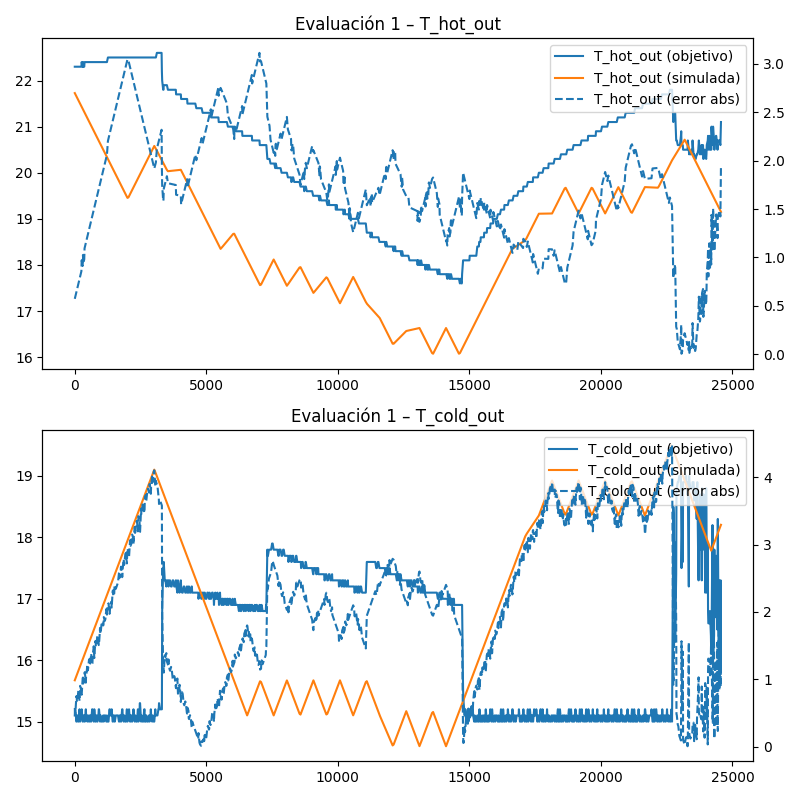 Evaluación 1 – T_hot_out
T_hot_out (objetivo)
T_hot_out (simulada)
T_hot_out (error abs)
22
21
20
19
18
17
16
3.0
2.5
2.0
1.5
1.0
0.5
0.0
0 5000 10000 15000 20000 25000
Evaluación 1 – T_cold_out
T_cold_out (objetivo)
T_cold_out (simulada)
T_cold_out (error abs)
19
18
17
16
15
4
3
2
1
0
0 5000 10000 15000 20000 25000